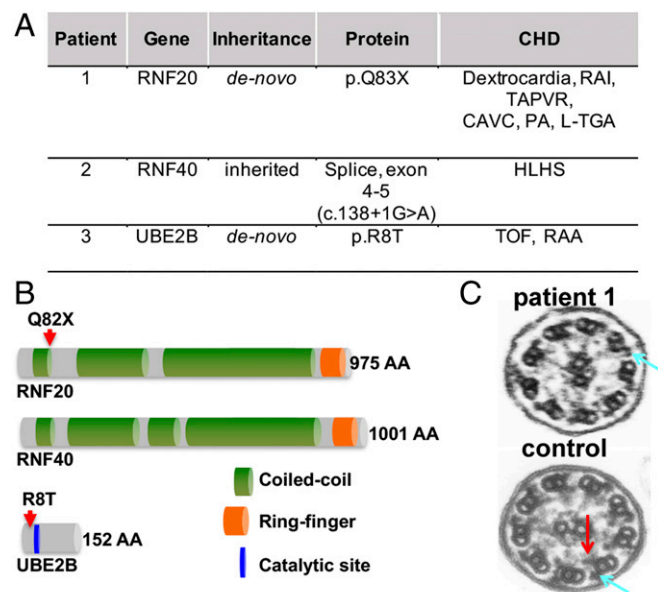 A
Patient Gene Inheritance Protein CHD
1 RNF20 de-novo p.Q83X Dextrocardia, RAI,
TAPVR,
CAVC, PA, L-TGA
2 RNF40 inherited Splice, exon HLHS
4-5
(c.138+1G>A)
3 UBE2B de-novo p.R8T TOF, RAA
B
Q82X
975 AA
RNF20
1001 AA
RNF40
R8T
152 AA
UBE2B
Coiled-coil
Ring-finger
Catalytic site
C
patient 1
control